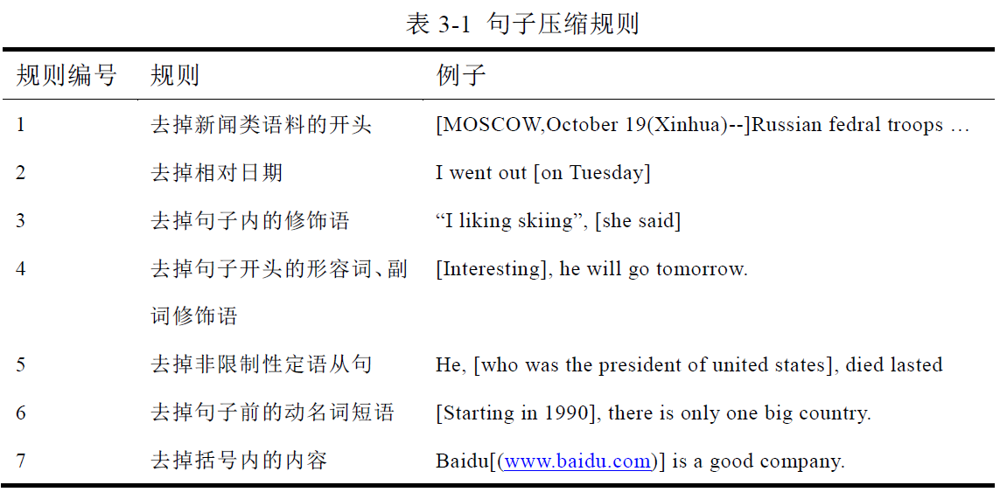 表 3-1 句子压缩规则
规则编号 规则 例子
1 去掉新闻类语料的开头 [MOSCOW,October 19(Xinhua)--]Russian fedral troops …
2 去掉相对日期 I went out [on Tuesday]
3 去掉句子内的修饰语 “I liking skiing”, [she said]
4 去掉句子开头的形容词、副 [Interesting], he will go tomorrow.
词修饰语
5 去掉非限制性定语从句 He, [who was the president of united states], died lasted
6 去掉句子前的动名词短语 [Starting in 1990], there is only one big country.
7 去掉括号内的内容 Baidu[(www.baidu.com)] is a good company.